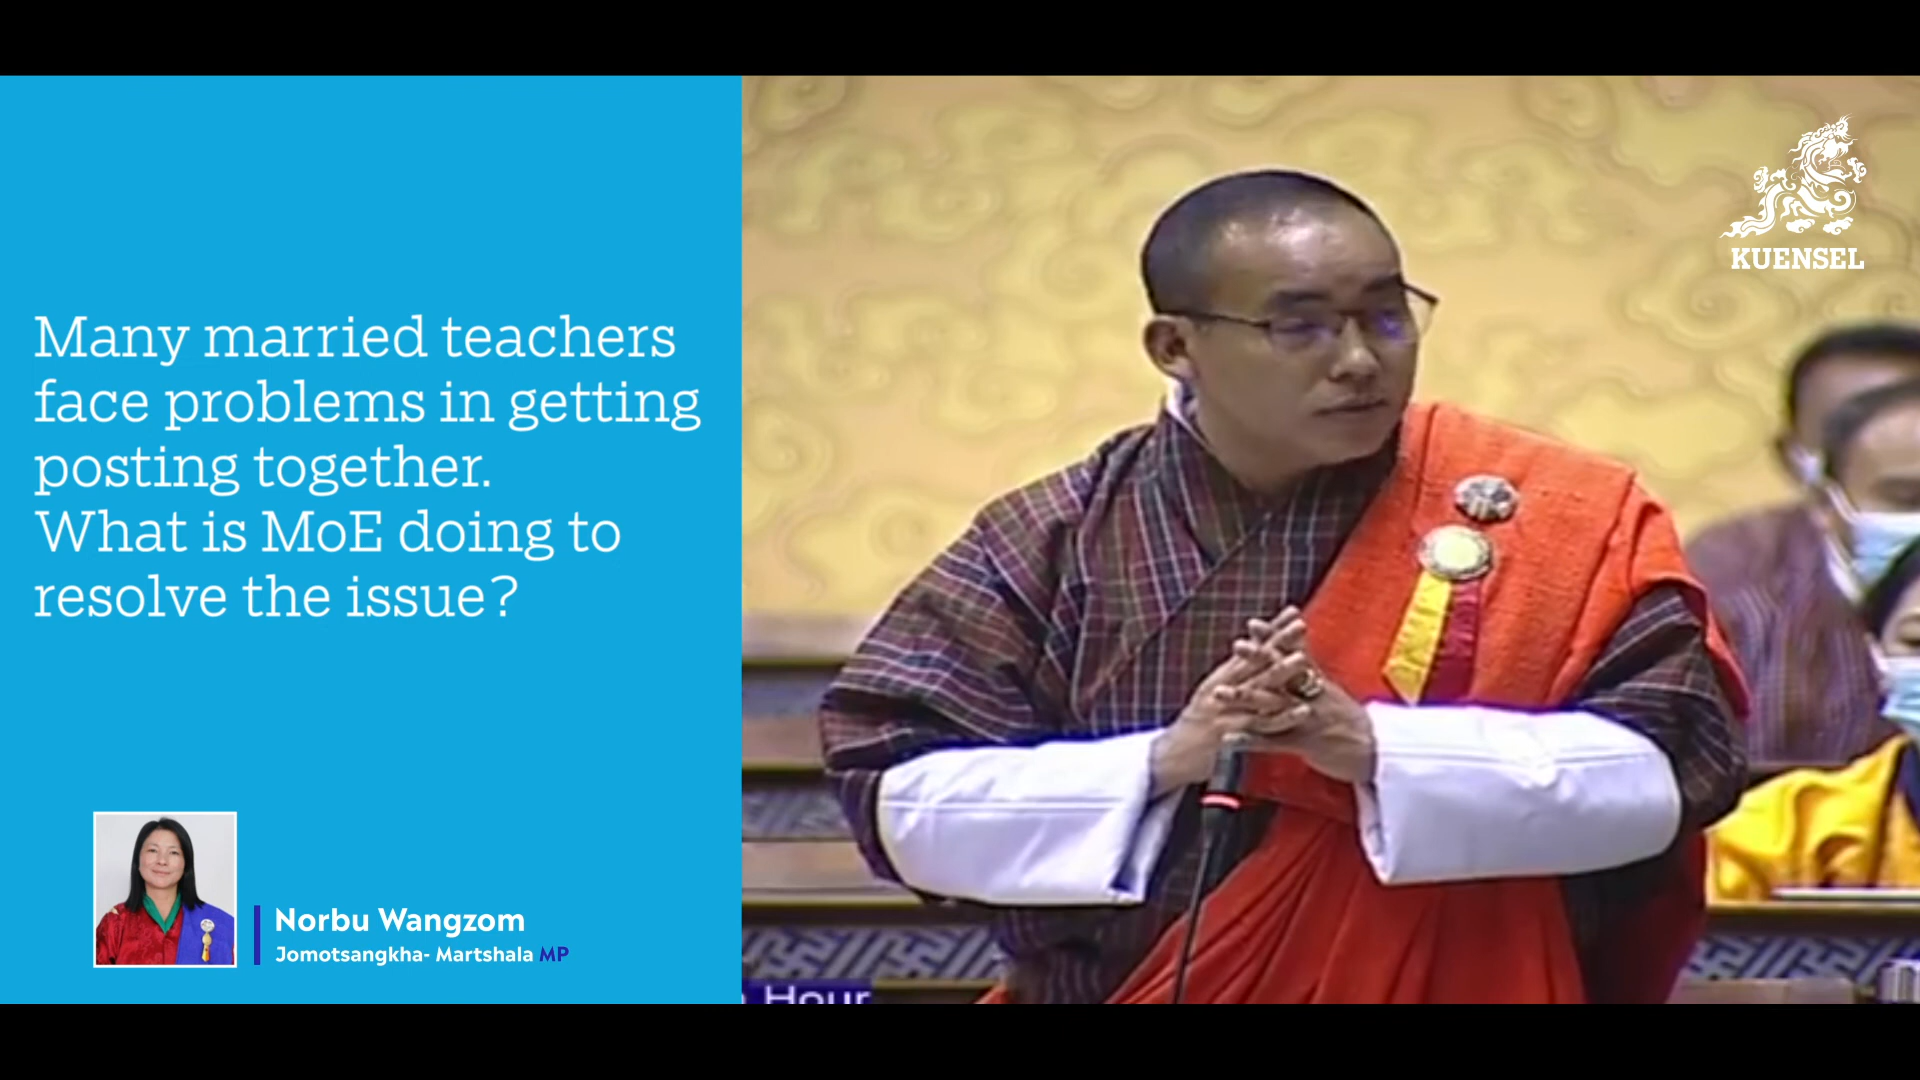 Many married teachers
face problems in getting
posting together.
What is MoE doing to
resolve the issue?
Norbu Wangzom
Jomotsangkha- Martshala MP
KUENSEL
Hour